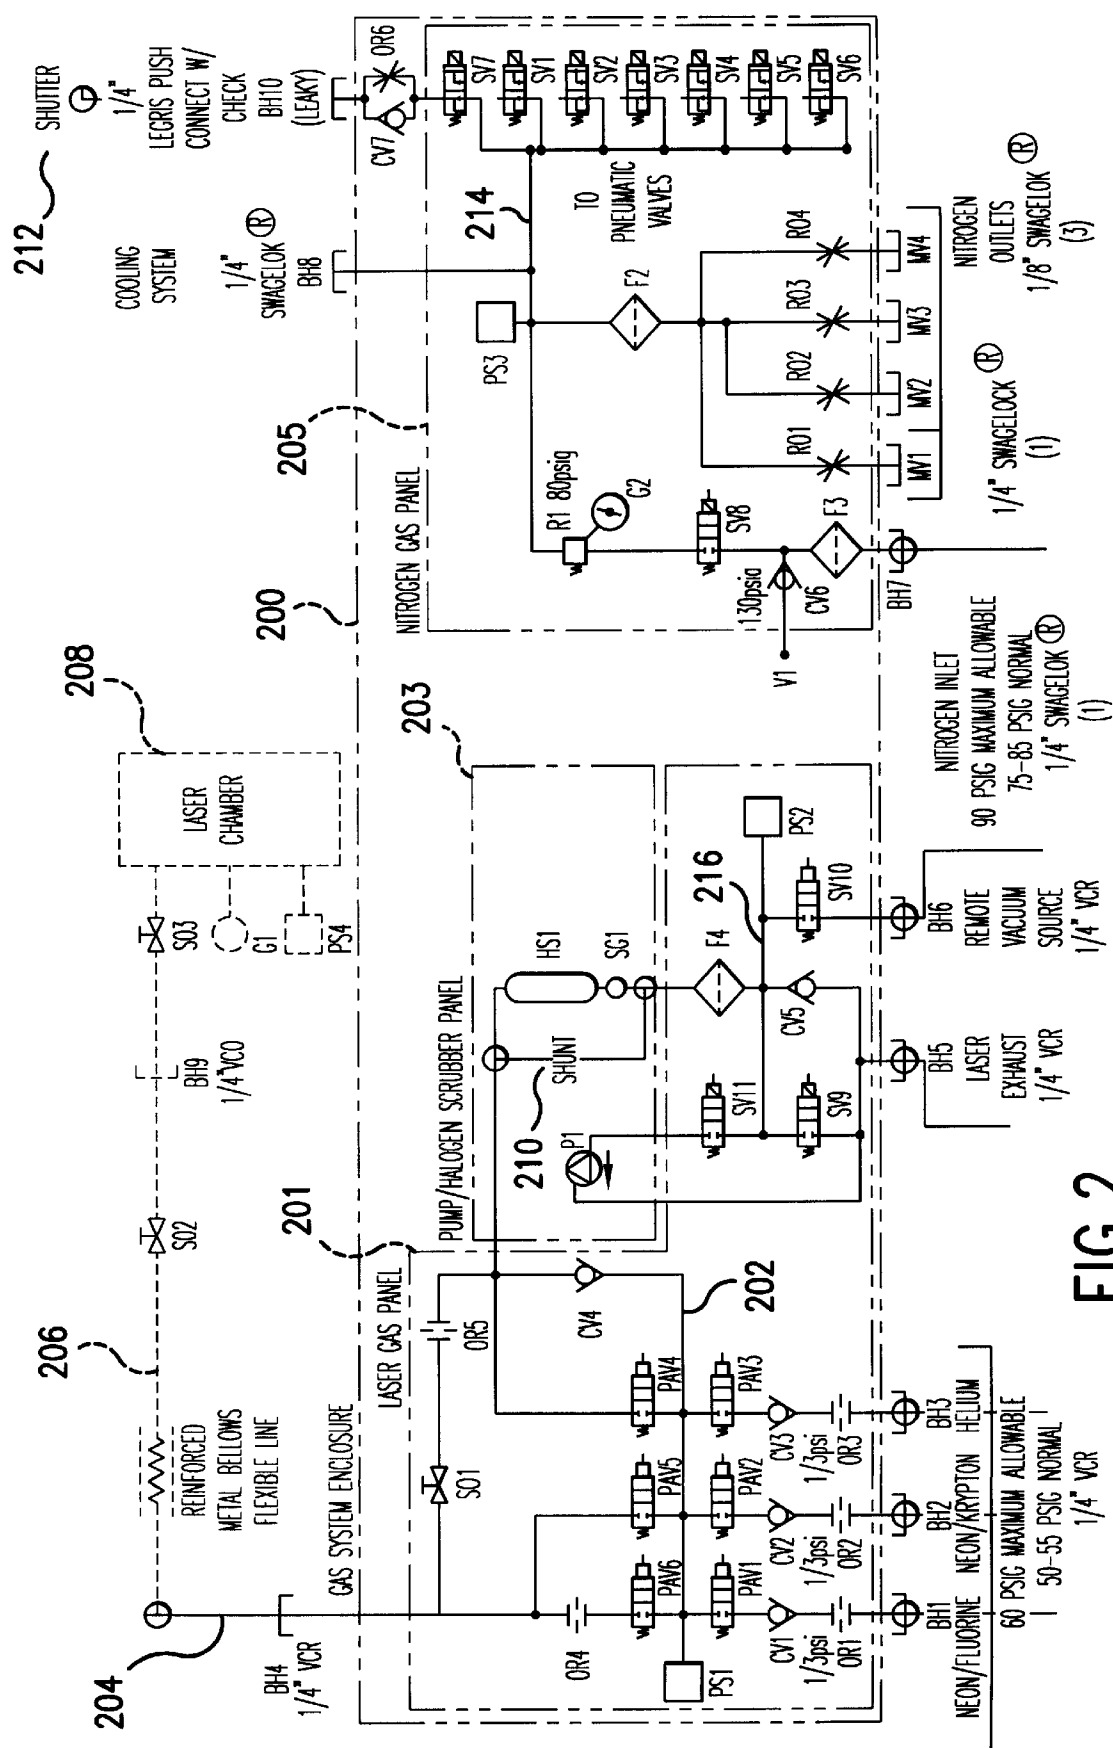 212
SHUTTER
1/4"
LEGRIS PUSH
CONNECT W/
CHECK
BH10
(LEAKY)
OR6
CV7
COOLING
SYSTEM
1/4"
SWAGELOK®
BH8
214
SV7
SV1
SV2
SV3
SV4
SV5
SV6
TO
PNEUMATIC
VALVES
205
NITROGEN GAS PANEL
200
PS3
F2
R1 80psig
G2
SV8
130psig
CV6
V1
F3
BH7
RO1
RO2
RO3
RO4
MV1
MV2
MV3
MV4
NITROGEN
OUTLETS
1/8" SWAGELOK®
(3)
1/4" SWAGELOCK®
(1)
NITROGEN INLET
90 PSIG MAXIMUM ALLOWABLE
75-85 PSIG NORMAL
1/4" SWAGELOK®
(1)
208
LASER
CHAMBER
SO3
G1
PS4
BH9
1/4"VCO
SO2
206
REINFORCED
METAL BELLOWS
FLEXIBLE LINE
204
BH4
1/4" VCR
GAS SYSTEM ENCLOSURE
203
PUMP/HALOGEN SCRUBBER PANEL
HS1
SG1
SHUNT
210
P1
201
LASER GAS PANEL
SO1
OR5
CV4
202
OR4
PAV6
PAV5
PAV4
PAV1
PAV2
PAV3
PS1
CV1
1/3psi
OR1
CV2
1/3psi
OR2
CV3
1/3psi
OR3
SV11
SV9
F4
216
CV5
SV10
PS2
BH1
NEON/FLUORINE
BH2
NEON/KRYPTON
BH3
HELIUM
60 PSIG MAXIMUM ALLOWABLE
50-55 PSIG NORMAL
1/4" VCR
BH5
LASER
EXHAUST
1/4" VCR
BH6
REMOTE
VACUUM
SOURCE
1/4" VCR
FIG.2